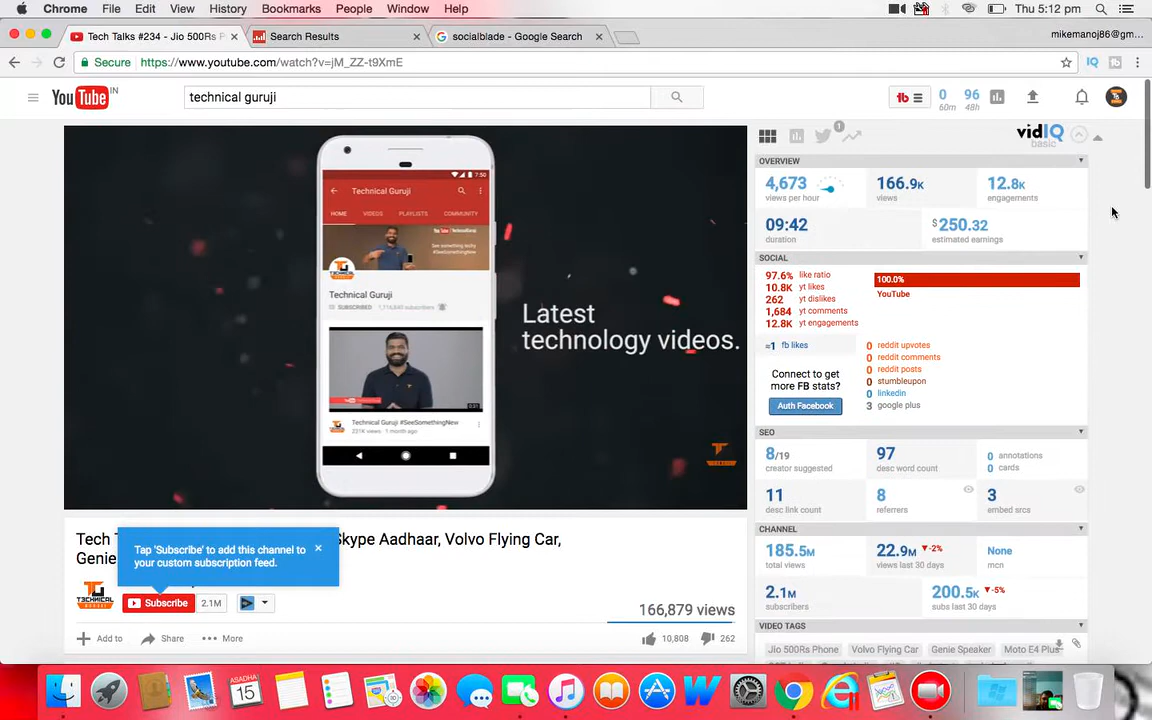 Chrome File Edit View History Bookmarks People Window Help Thu 5:12 pm
Tech Talks #234 - Jio 500Rs P Search Results socialblade - Google Search mikemanoj86@gm...
Secure https://www.youtube.com/watch?v=jM_ZZ-t9XmE
YouTube IN technical guruji tb 0 60m 96 48h
Technical Guruji
HOME VIDEOS PLAYLISTS COMMUNITY
Technical Guruji
SUBSCRIBED
Technical Guruji #SeeSomethingNew
231K views · 1 month ago
Latest
technology videos.
vidIQ
basic
1
OVERVIEW
4,673 166.9K 12.8K
views per hour views engagements
09:42 $250.32
duration estimated earnings
SOCIAL
97.6% like ratio
10.8K yt likes
262 yt dislikes
1,684 yt comments
12.8K yt engagements
100.0%
YouTube
≈1 fb likes
Connect to get
more FB stats?
Auth Facebook
0 reddit upvotes
0 reddit comments
0 reddit posts
0 stumbleupon
0 linkedin
3 google plus
SEO
8/19 97 0 annotations
creator suggested desc word count 0 cards
11 8 3
desc link count referrers embed srcs
CHANNEL
185.5M 22.9M -2% None
total views views last 30 days mcn
2.1M 200.5K -5%
subscribers subs last 30 days
VIDEO TAGS
Jio 500Rs Phone Volvo Flying Car Genie Speaker Moto E4 Plus
Tech Skype Aadhaar, Volvo Flying Car,
Genie
Tap 'Subscribe' to add this channel to
your custom subscription feed.
Subscribe 2.1M
166,879 views
Add to Share More 10,808 262